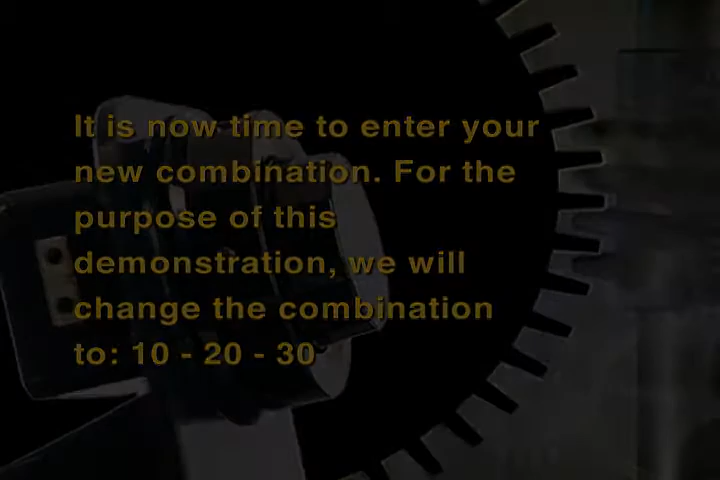 It is now time to enter your
new combination. For the
purpose of this
demonstration, we will
change the combination
to: 10 - 20 - 30